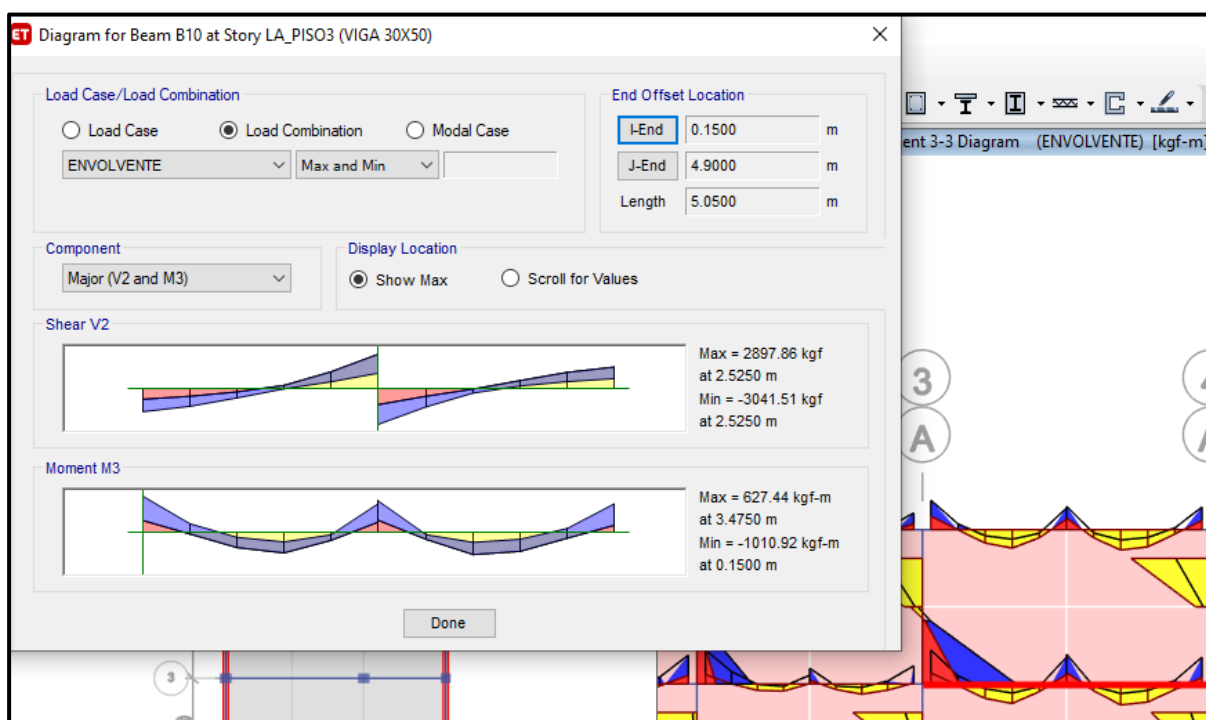 ET Diagram for Beam B10 at Story LA_PISO3 (VIGA 30X50)
Load Case/Load Combination
Load Case Load Combination Modal Case
ENVOLVENTE Max and Min
End Offset Location
I-End 0.1500 m
J-End 4.9000 m
Length 5.0500 m
ent 3-3 Diagram (ENVOLVENTE) [kgf-m]
Component
Major (V2 and M3)
Display Location
Show Max Scroll for Values
Shear V2
Max = 2897.86 kgf
at 2.5250 m
Min = -3041.51 kgf
at 2.5250 m
Moment M3
Max = 627.44 kgf-m
at 3.4750 m
Min = -1010.92 kgf-m
at 0.1500 m
Done
3
A
3